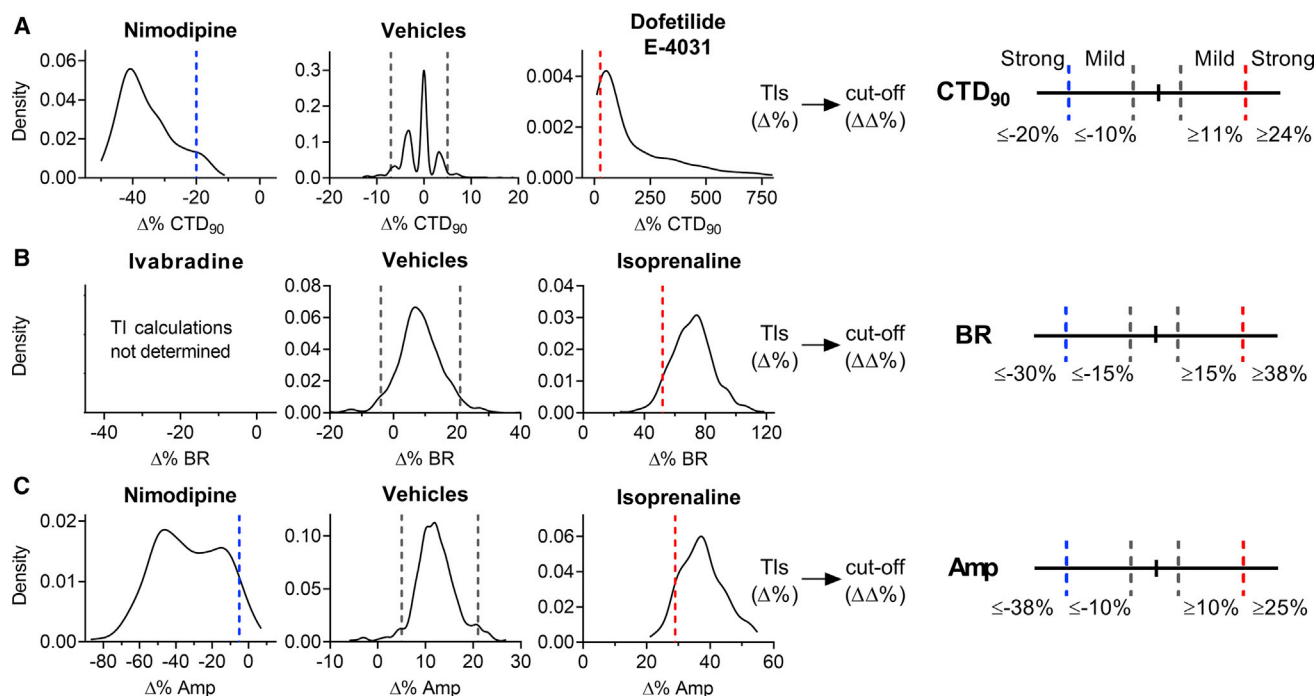 A
Nimodipine
Vehicles
Dofetilide
E-4031
Density
0.06
0.04
0.02
0.00
-40
-20
0
Δ% CTD90
0.3
0.2
0.1
0.0
-20
-10
0
10
20
Δ% CTD90
0.004
0.002
0.000
0
250
500
750
Δ% CTD90
TIs
(Δ%)
cut-off
(ΔΔ%)
CTD90
Strong
Mild
Mild
Strong
≤-20%
≤-10%
≥11%
≥24%
B
Ivabradine
Vehicles
Isoprenaline
Density
TI calculations
not determined
-40
-20
0
Δ% BR
0.08
0.06
0.04
0.02
0.00
-20
0
20
40
Δ% BR
0.04
0.03
0.02
0.01
0.00
0
40
80
120
Δ% BR
TIs
(Δ%)
cut-off
(ΔΔ%)
BR
≤-30%
≤-15%
≥15%
≥38%
C
Nimodipine
Vehicles
Isoprenaline
Density
0.02
0.01
0.00
-80
-60
-40
-20
0
Δ% Amp
0.10
0.05
0.00
-10
0
10
20
30
Δ% Amp
0.06
0.04
0.02
0.00
0
20
40
60
Δ% Amp
TIs
(Δ%)
cut-off
(ΔΔ%)
Amp
≤-38%
≤-10%
≥10%
≥25%